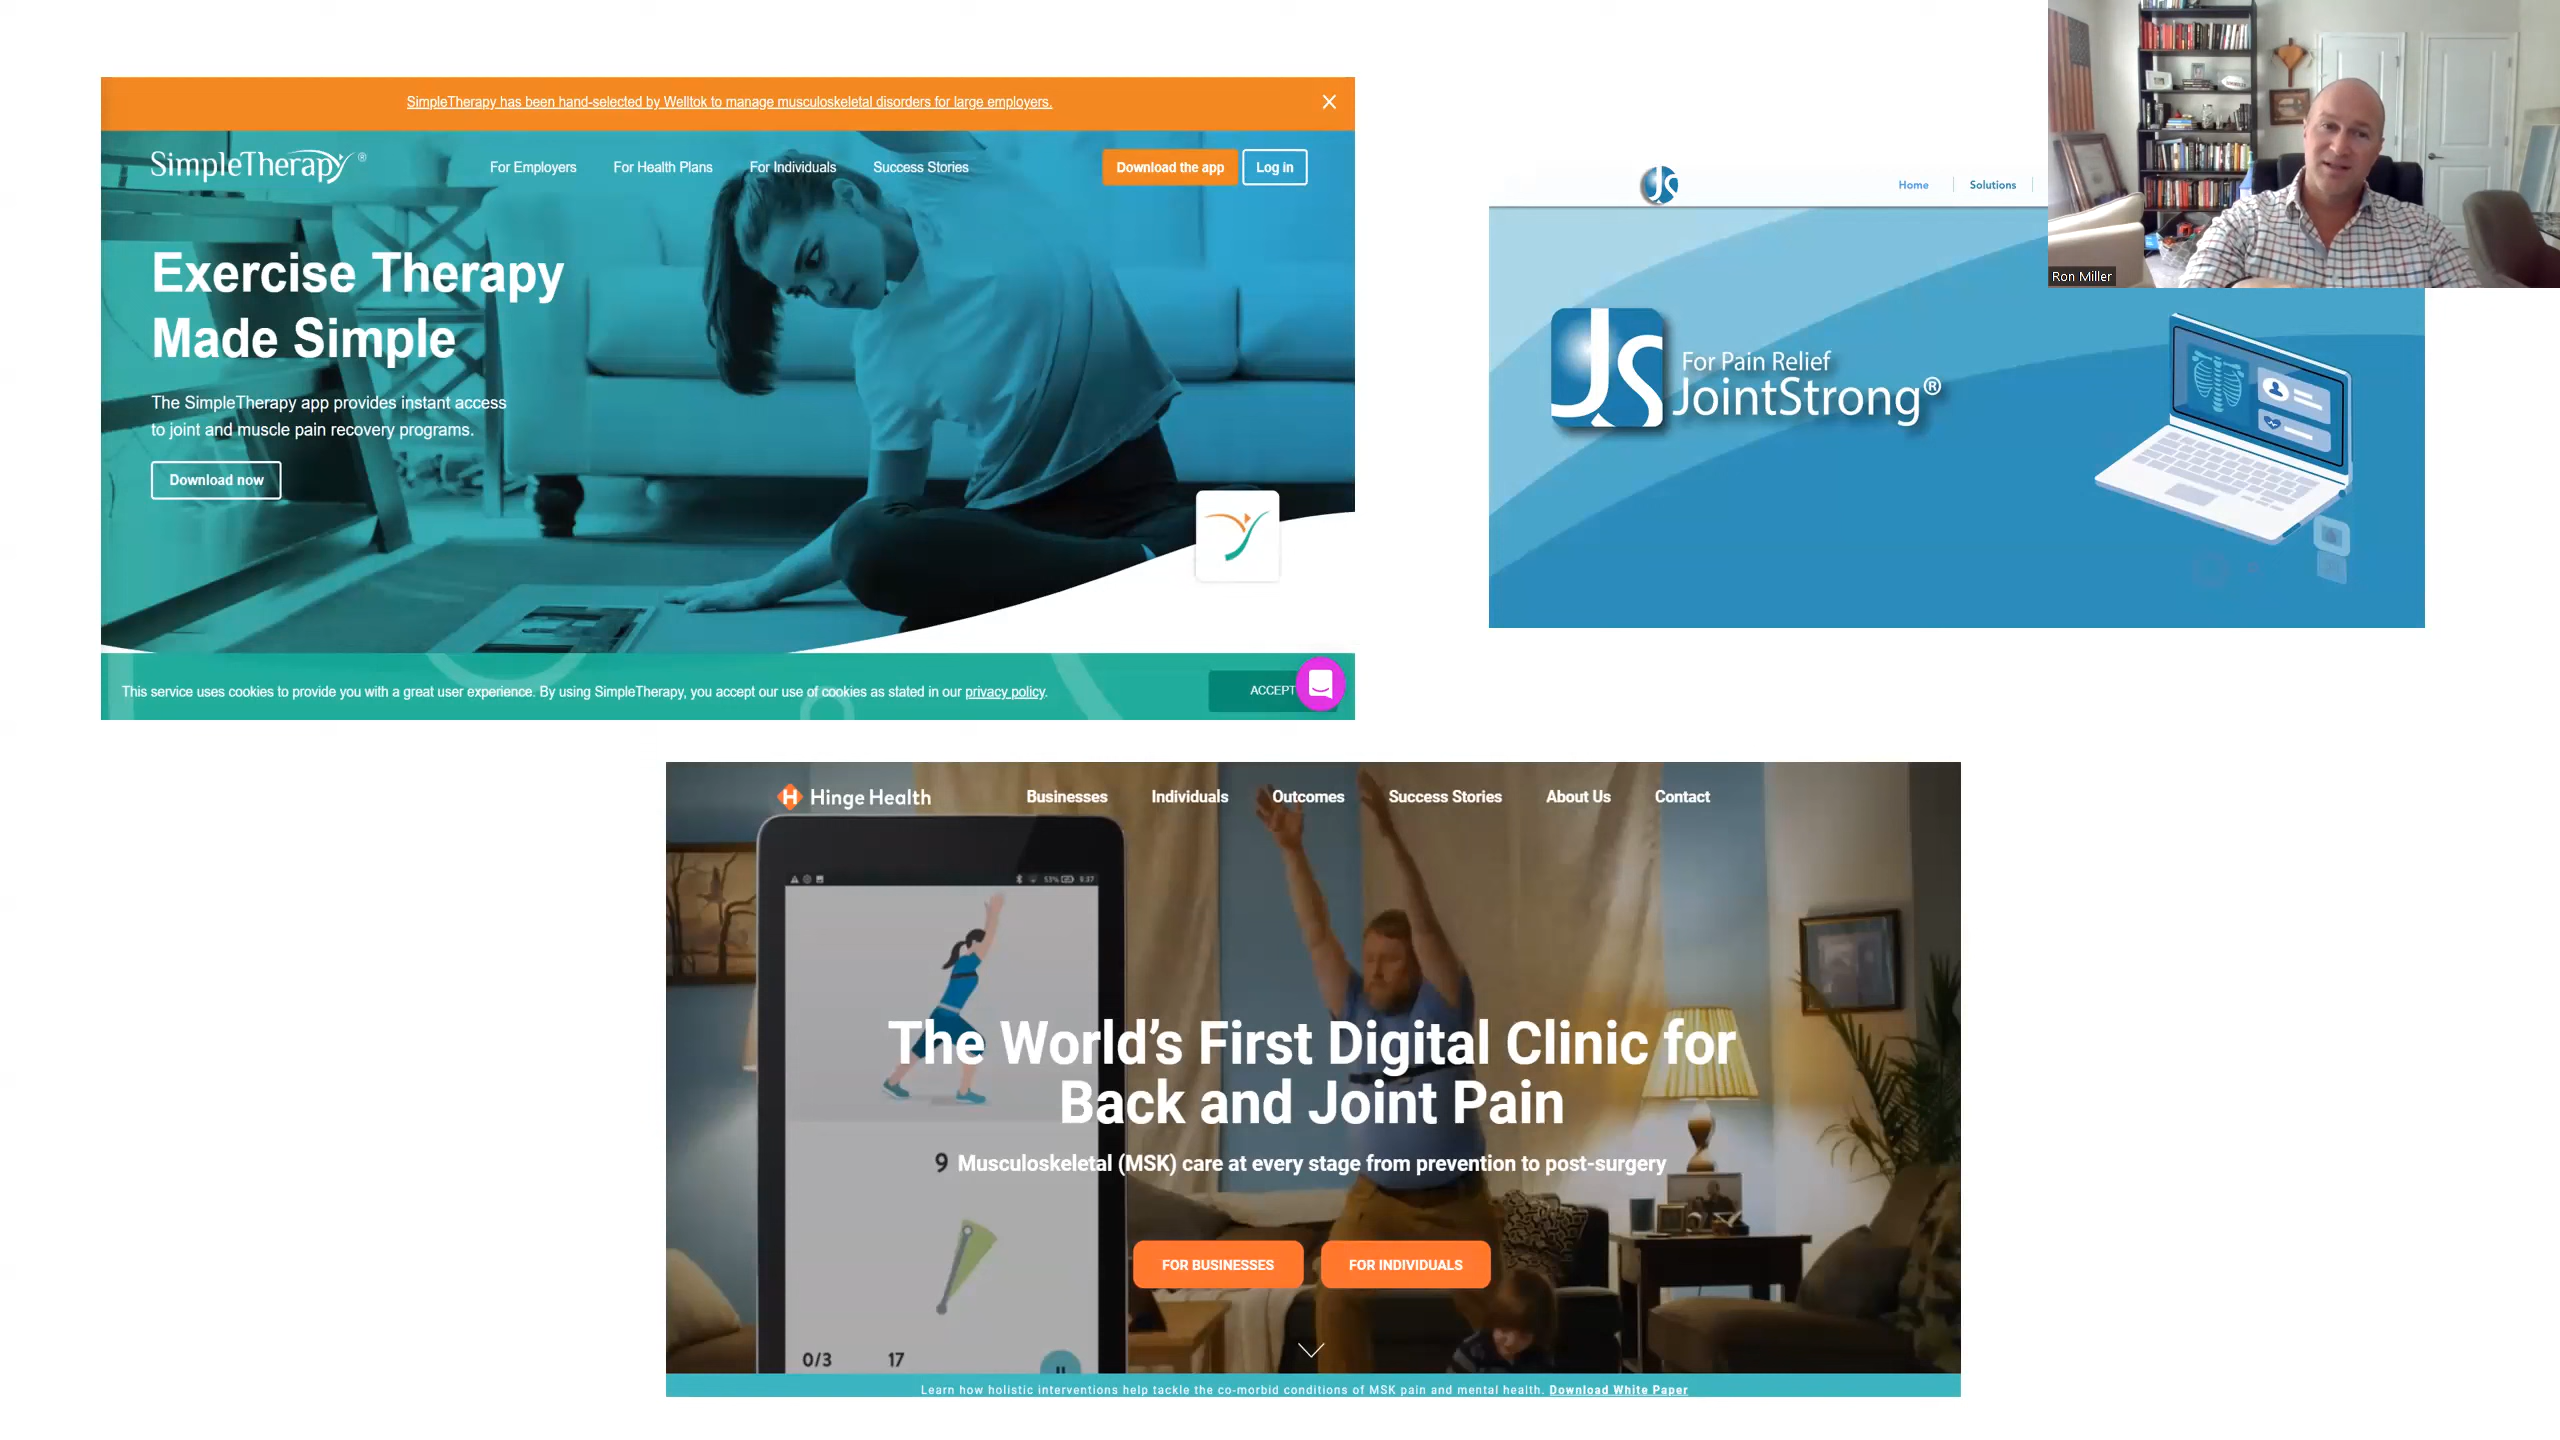 SimpleTherapy has been hand-selected by Welltok to manage musculoskeletal disorders for large employers.
SimpleTherapy®
For Employers
For Health Plans
For Individuals
Success Stories
Download the app
Log in
Exercise Therapy
Made Simple
The SimpleTherapy app provides instant access
to joint and muscle pain recovery programs.
Download now
This service uses cookies to provide you with a great user experience. By using SimpleTherapy, you accept our use of cookies as stated in our privacy policy.
ACCEPT
JS
Home
Solutions
Ron Miller
JS
For Pain Relief
JointStrong®
H Hinge Health
Businesses
Individuals
Outcomes
Success Stories
About Us
Contact
53%
9:37
The World's First Digital Clinic for
Back and Joint Pain
9
Musculoskeletal (MSK) care at every stage from prevention to post-surgery
FOR BUSINESSES
FOR INDIVIDUALS
0/3
17
Learn how holistic interventions help tackle the co-morbid conditions of MSK pain and mental health. Download White Paper